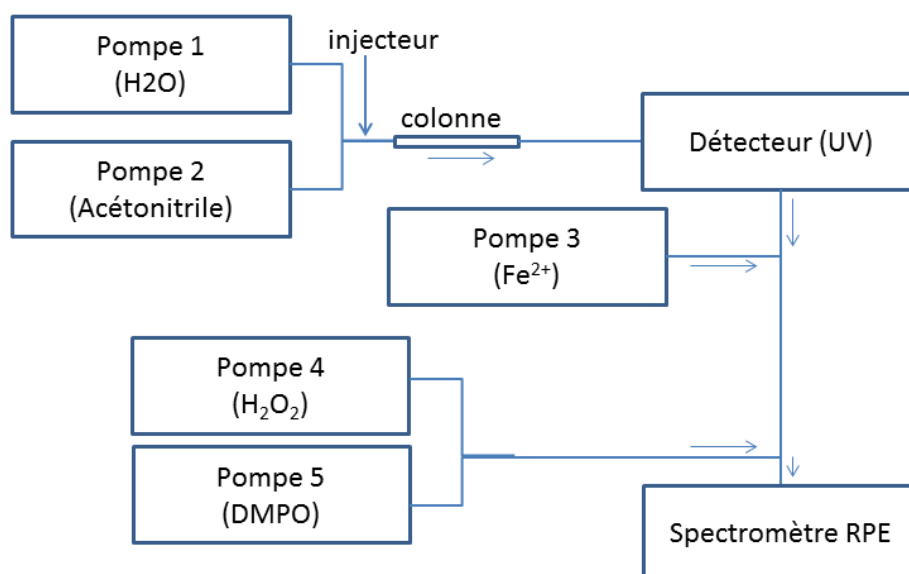 Pompe 1
(H2O)
injecteur
colonne
Détecteur (UV)
Pompe 2
(Acétonitrile)
Pompe 3
(Fe²⁺)
Pompe 4
(H₂O₂)
Pompe 5
(DMPO)
Spectromètre RPE